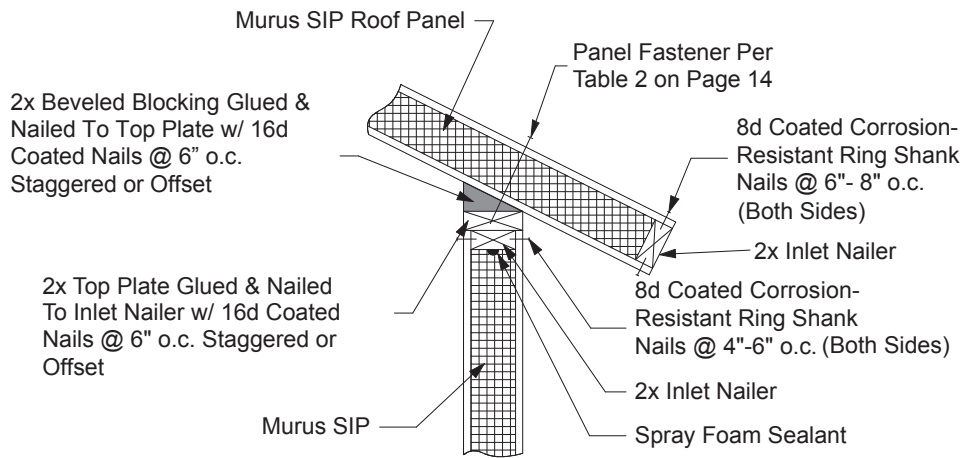 Murus SIP Roof Panel
Panel Fastener Per
Table 2 on Page 14
2x Beveled Blocking Glued &
Nailed To Top Plate w/ 16d
Coated Nails @ 6” o.c.
Staggered or Offset
8d Coated Corrosion-
Resistant Ring Shank
Nails @ 6"- 8" o.c.
(Both Sides)
2x Inlet Nailer
2x Top Plate Glued & Nailed
To Inlet Nailer w/ 16d Coated
Nails @ 6" o.c. Staggered or
Offset
8d Coated Corrosion-
Resistant Ring Shank
Nails @ 4"-6" o.c. (Both Sides)
2x Inlet Nailer
Murus SIP
Spray Foam Sealant